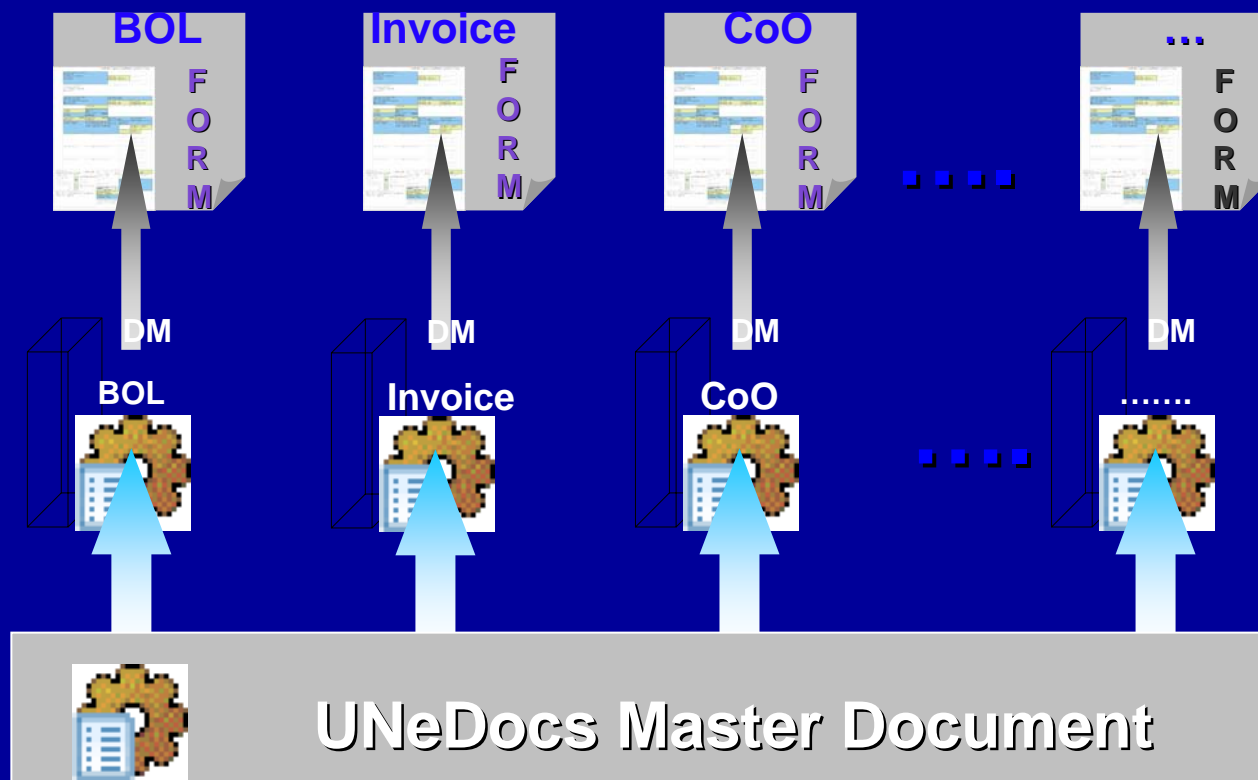 BOL
F
O
R
M
Invoice
F
O
R
M
CoO
F
O
R
M
...
F
O
R
M
DM
DM
DM
DM
BOL
Invoice
CoO
.......
UNeDocs Master Document